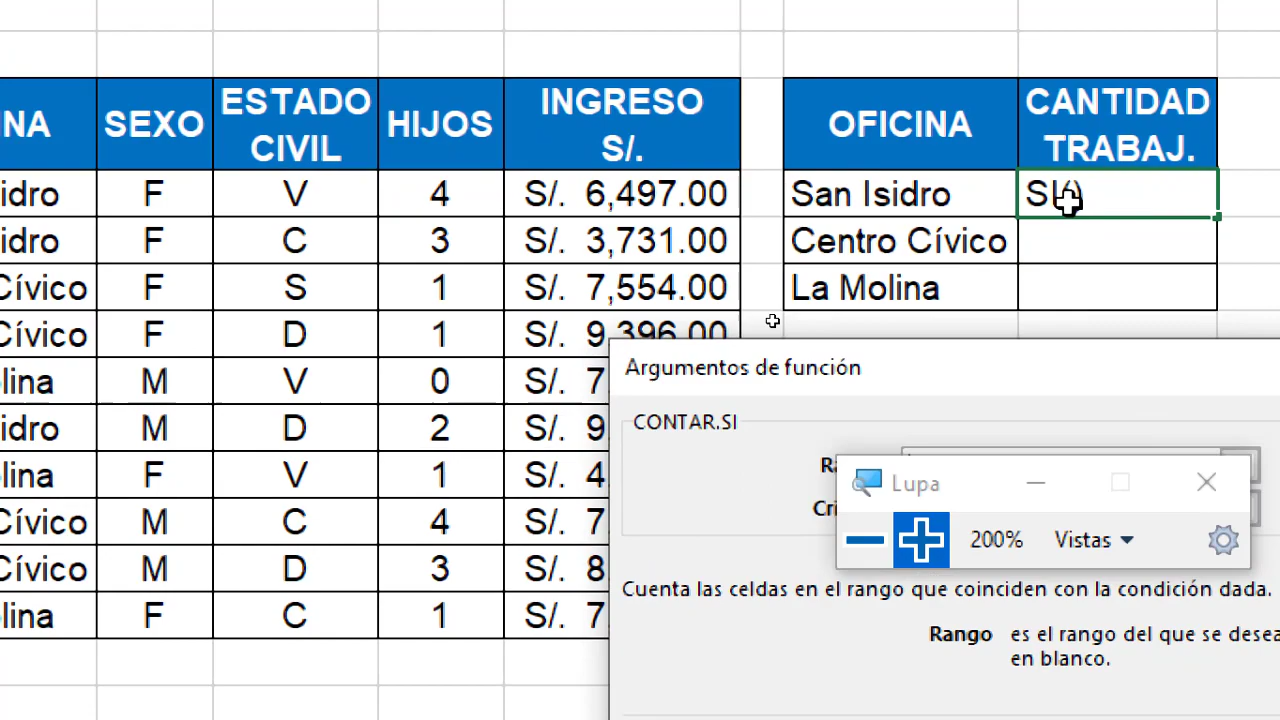 NA SEXO ESTADO CIVIL HIJOS INGRESO S/. OFICINA CANTIDAD TRABAJ.
idro F V 4 S/. 6,497.00 San Isidro
idro F C 3 S/. 3,731.00 Centro Cívico
Cívico F S 1 S/. 7,554.00 La Molina
Cívico F D 1 S/. 9,396.00
lina M V 0 S/. 7
idro M D 2 S/. 9
lina F V 1 S/. 4
Cívico M C 4 S/. 7
Cívico M D 3 S/. 8
lina F C 1 S/. 7
Argumentos de función
CONTAR.SI
Lupa
200% Vistas
Cuenta las celdas en el rango que coinciden con la condición dada.
Rango es el rango del que se
en blanco.